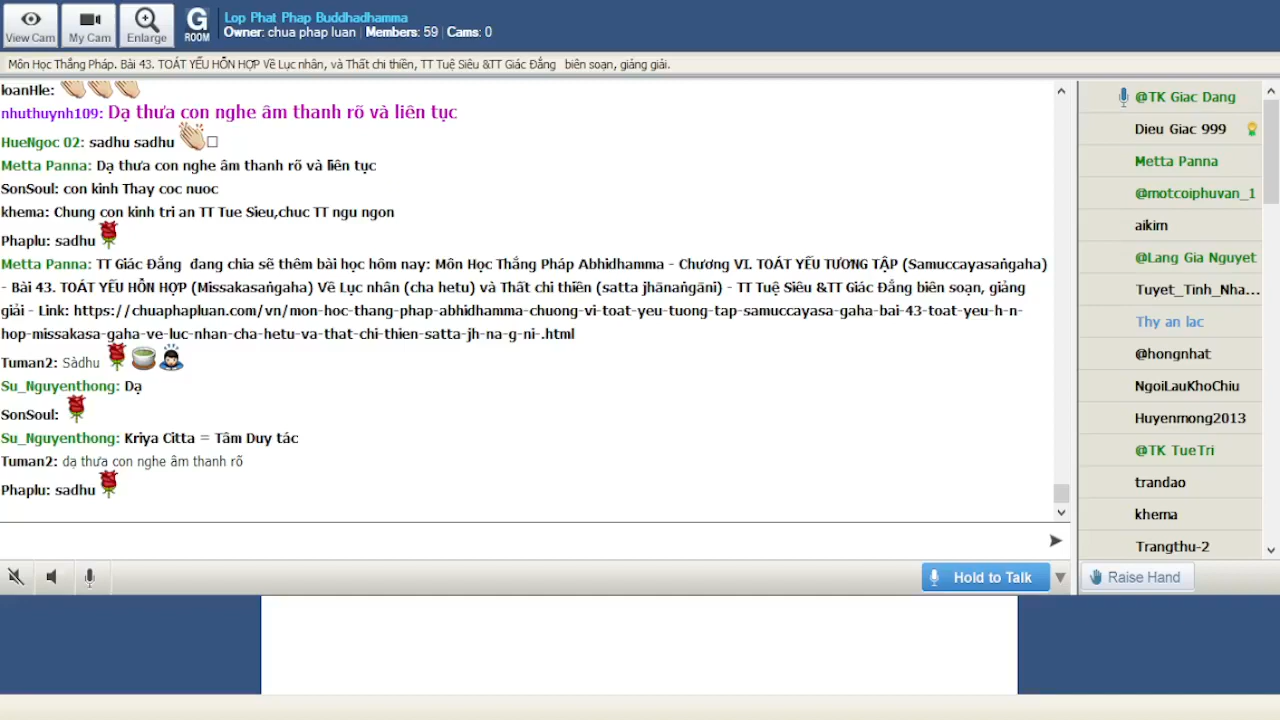 View Cam
My Cam
Enlarge
G
ROOM
Lop Phat Phap Buddhadhamma
Owner: chua phap luan | Members: 59 | Cams: 0
Môn Học Thắng Pháp. Bài 43. TOÁT YẾU HỖN HỢP Về Lục nhân, và Thất chi thiền, TT Tuệ Siêu &TT Giác Đẳng biên soạn, giảng giải.
loanHle:
nhuthuynh109: Dạ thưa con nghe âm thanh rõ và liên tục
HueNgoc 02: sadhu sadhu
Metta Panna: Dạ thưa con nghe âm thanh rõ và liên tục
SonSoul: con kinh Thay coc nuoc
khema: Chung con kinh tri an TT Tue Sieu,chuc TT ngu ngon
Phaplu: sadhu
Metta Panna: TT Giác Đẳng đang chia sẽ thêm bài học hôm nay: Môn Học Thắng Pháp Abhidhamma - Chương VI. TOÁT YẾU TƯƠNG TẬP (Samuccayasaṅgaha)
- Bài 43. TOÁT YẾU HỖN HỢP (Missakasaṅgaha) Về Lục nhân (cha hetu) và Thất chi thiền (satta jhānaṅgāni) - TT Tuệ Siêu &TT Giác Đẳng biên soạn, giảng
giải - Link: https://chuaphapluan.com/vn/mon-hoc-thang-phap-abhidhamma-chuong-vi-toat-yeu-tuong-tap-samuccayasa-gaha-bai-43-toat-yeu-h-n-
hop-missakasa-gaha-ve-luc-nhan-cha-hetu-va-that-chi-thien-satta-jh-na-g-ni-.html
Tuman2: Sàdhu
Su_Nguyenthong: Dạ
SonSoul:
Su_Nguyenthong: Kriya Citta = Tâm Duy tác
Tuman2: dạ thưa con nghe âm thanh rõ
Phaplu: sadhu
@TK Giac Dang
Dieu Giac 999
Metta Panna
@motcoiphuvan_1
aikim
@Lang Gia Nguyet
Tuyet_Tinh_Nha...
Thy an lac
@hongnhat
NgoiLauKhoChiu
Huyenmong2013
@TK TueTri
trandao
khema
Trangthu-2
Hold to Talk
Raise Hand